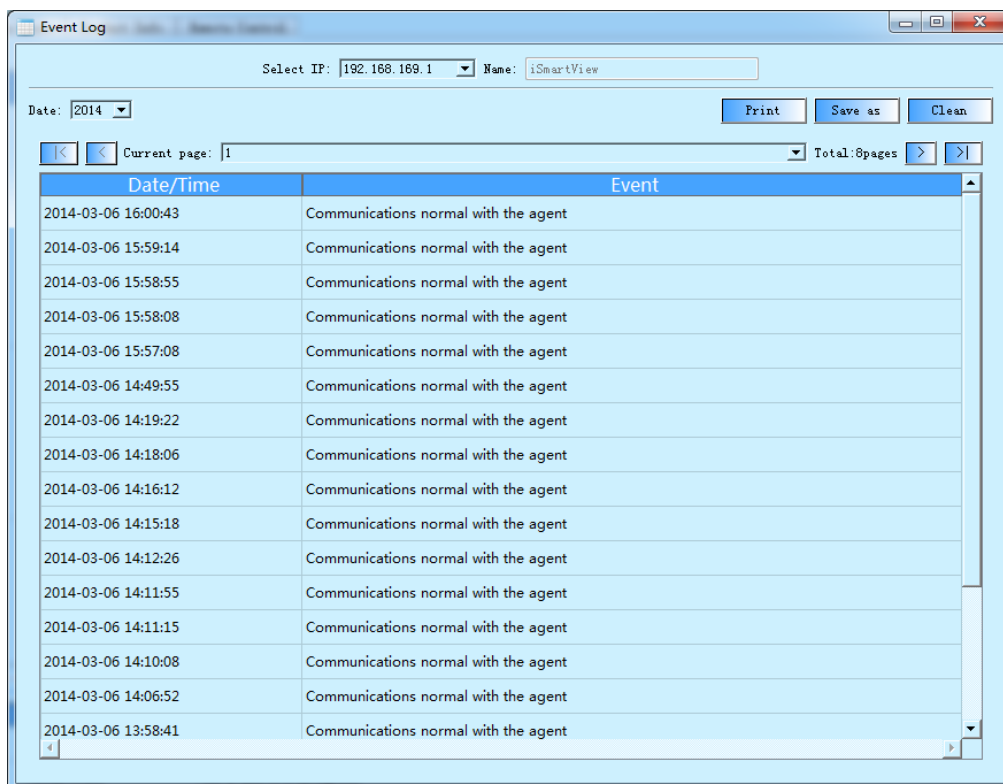 Event Log
Select IP: 192.168.169.1 Name: iSmartView
Date: 2014 Print Save as Clean
|< < Current page: 1 Total:8pages > >|
Date/Time Event
2014-03-06 16:00:43 Communications normal with the agent
2014-03-06 15:59:14 Communications normal with the agent
2014-03-06 15:58:55 Communications normal with the agent
2014-03-06 15:58:08 Communications normal with the agent
2014-03-06 15:57:08 Communications normal with the agent
2014-03-06 14:49:55 Communications normal with the agent
2014-03-06 14:19:22 Communications normal with the agent
2014-03-06 14:18:06 Communications normal with the agent
2014-03-06 14:16:12 Communications normal with the agent
2014-03-06 14:15:18 Communications normal with the agent
2014-03-06 14:12:26 Communications normal with the agent
2014-03-06 14:11:55 Communications normal with the agent
2014-03-06 14:11:15 Communications normal with the agent
2014-03-06 14:10:08 Communications normal with the agent
2014-03-06 14:06:52 Communications normal with the agent
2014-03-06 13:58:41 Communications normal with the agent